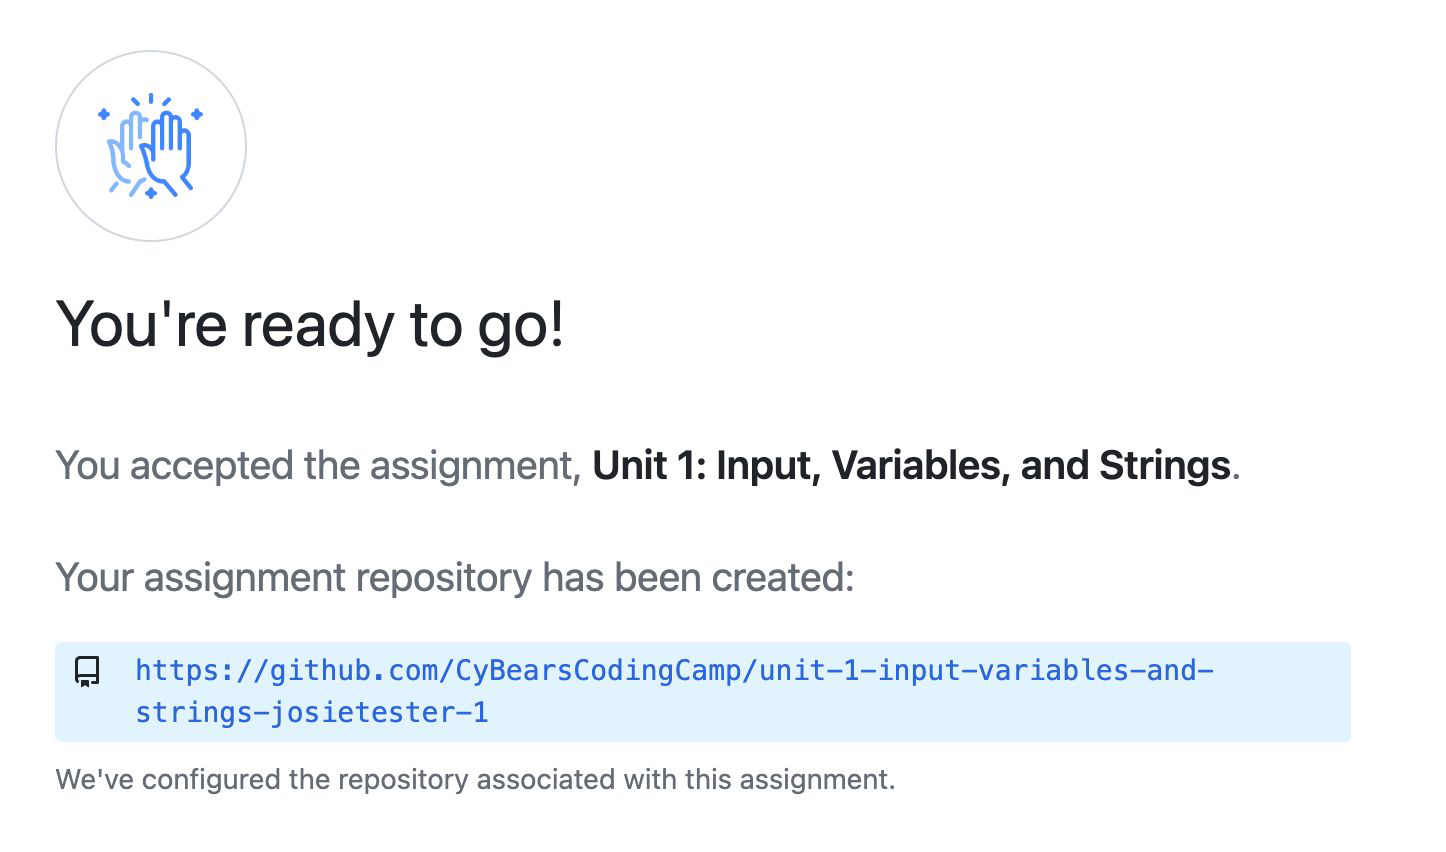 You're ready to go!
You accepted the assignment, Unit 1: Input, Variables, and Strings.
Your assignment repository has been created:
https://github.com/CyBearsCodingCamp/unit-1-input-variables-and-
strings-josietester-1
We've configured the repository associated with this assignment.